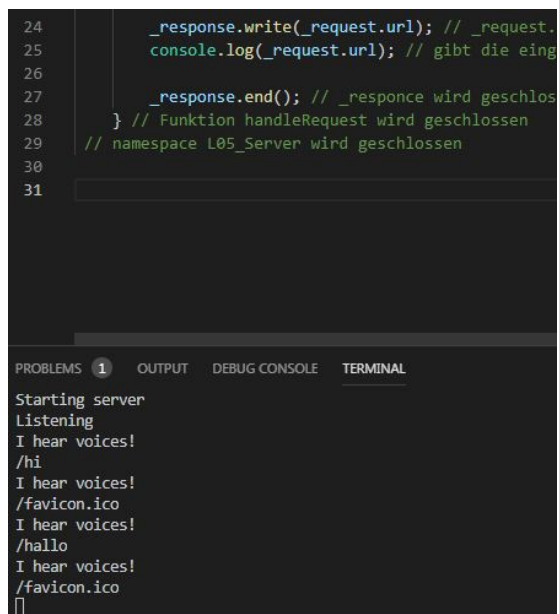 24 _response.write(_request.url); // _request.
25 console.log(_request.url); // gibt die eing
26
27 _response.end(); // _responce wird geschlos
28 } // Funktion handleRequest wird geschlossen
29 // namespace L05_Server wird geschlossen
30
31
PROBLEMS 1 OUTPUT DEBUG CONSOLE TERMINAL
Starting server
Listening
I hear voices!
/hi
I hear voices!
/favicon.ico
I hear voices!
/hallo
I hear voices!
/favicon.ico